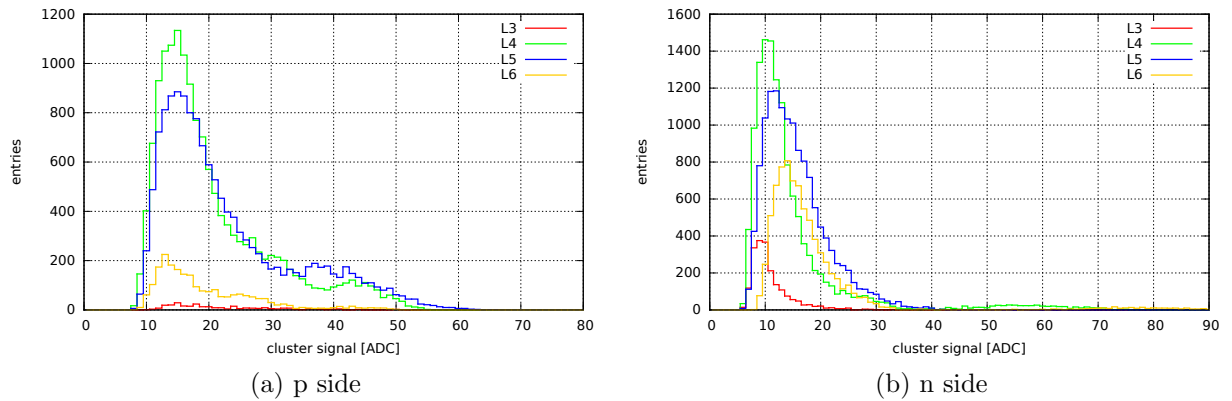 1200
1000
800
600
400
200
0
entries
0 10 20 30 40 50 60 70 80
cluster signal [ADC]
L3
L4
L5
L6
(a) p side
1600
1400
1200
1000
800
600
400
200
0
entries
0 10 20 30 40 50 60 70 80 90
cluster signal [ADC]
L3
L4
L5
L6
(b) n side